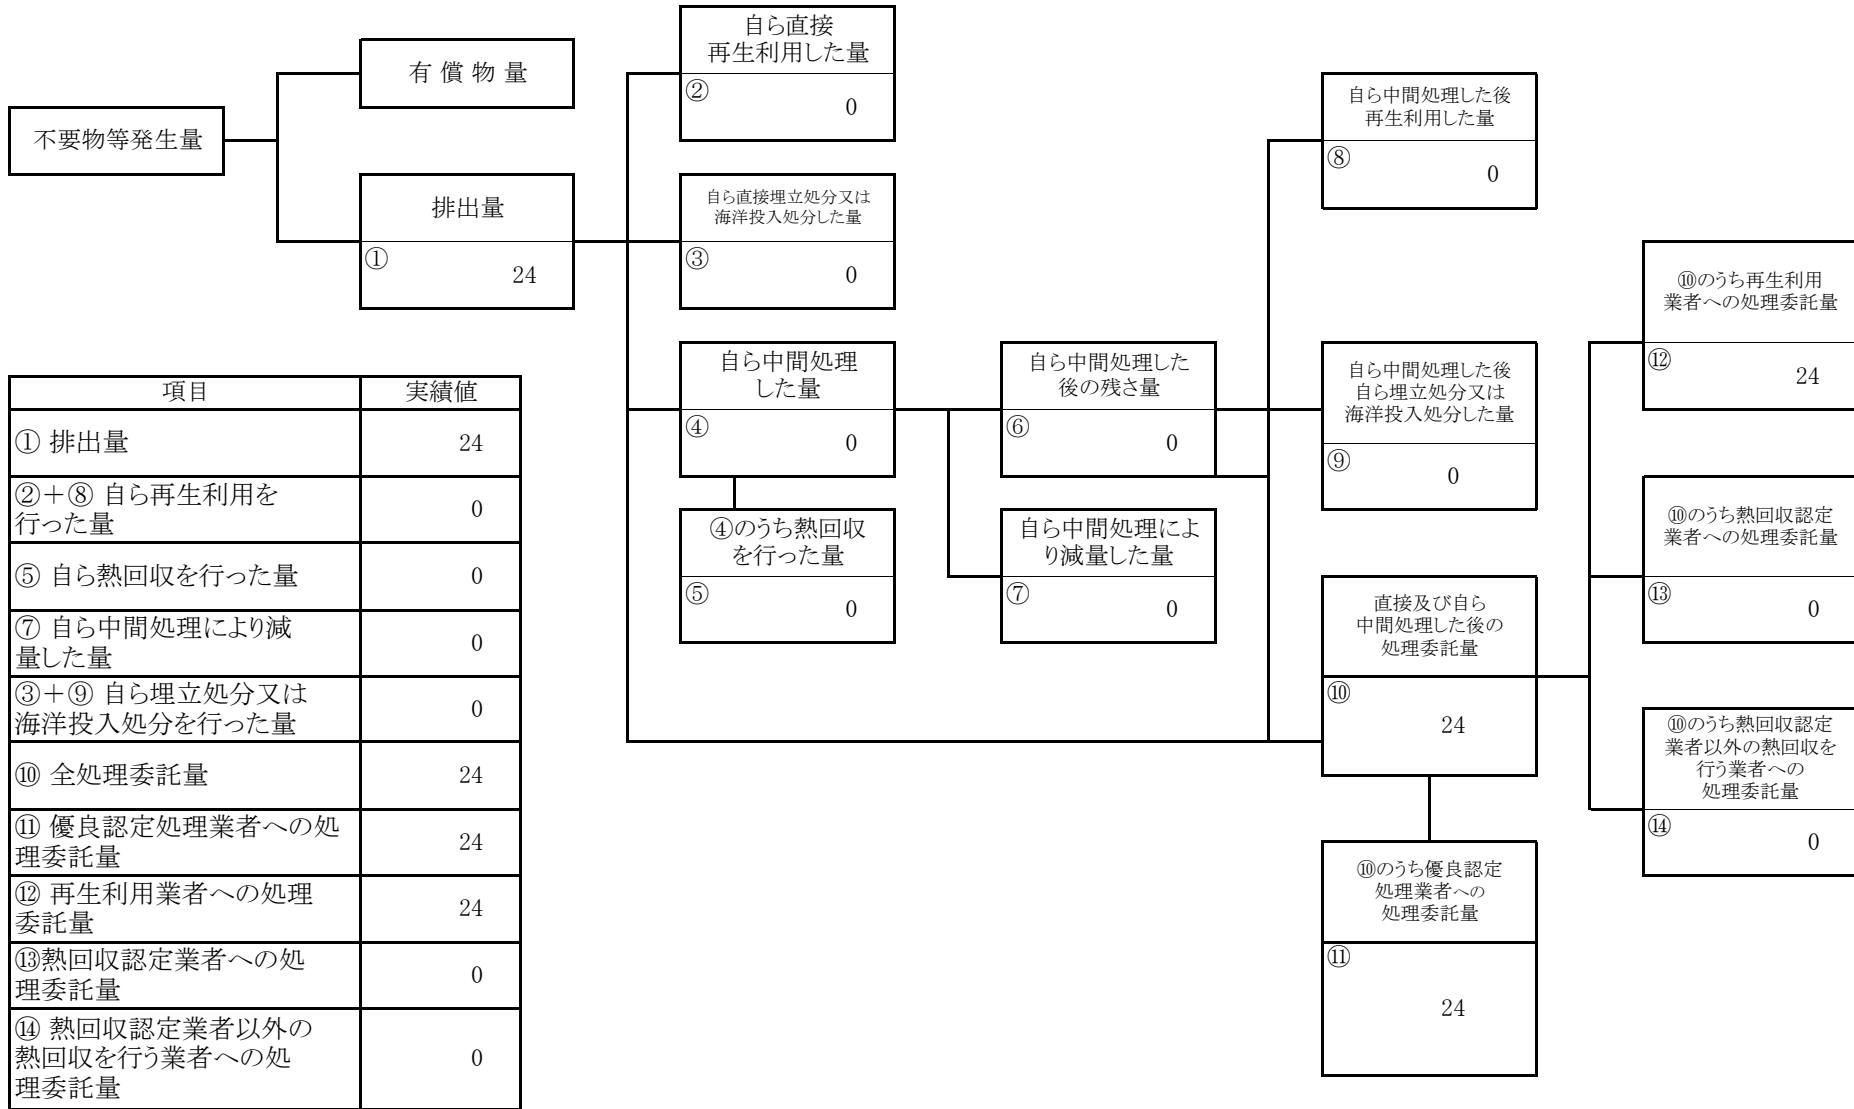 不要物等発生量
有 償 物 量
排出量
①
24
自ら直接
再生利用した量
②
0
自ら直接埋立処分又は
海洋投入処分した量
③
0
自ら中間処理
した量
④
0
④のうち熱回収
を行った量
⑤
0
自ら中間処理した
後の残さ量
⑥
0
自ら中間処理によ
り減量した量
⑦
0
自ら中間処理した後
再生利用した量
⑧
0
自ら中間処理した後
自ら埋立処分又は
海洋投入処分した量
⑨
0
直接及び自ら
中間処理した後の
処理委託量
⑩
24
⑩のうち優良認定
処理業者への
処理委託量
⑪
24
⑩のうち再生利用
業者への処理委託量
⑫
24
⑩のうち熱回収認定
業者への処理委託量
⑬
0
⑩のうち熱回収認定
業者以外の熱回収を
行う業者への
処理委託量
⑭
0
項目 実績値
① 排出量 24
②＋⑧ 自ら再生利用を
行った量 0
⑤ 自ら熱回収を行った量 0
⑦ 自ら中間処理により減
量した量 0
③＋⑨ 自ら埋立処分又は
海洋投入処分を行った量 0
⑩ 全処理委託量 24
⑪ 優良認定処理業者への処
理委託量 24
⑫ 再生利用業者への処理
委託量 24
⑬熱回収認定業者への処
理委託量 0
⑭ 熱回収認定業者以外の
熱回収を行う業者への処
理委託量 0